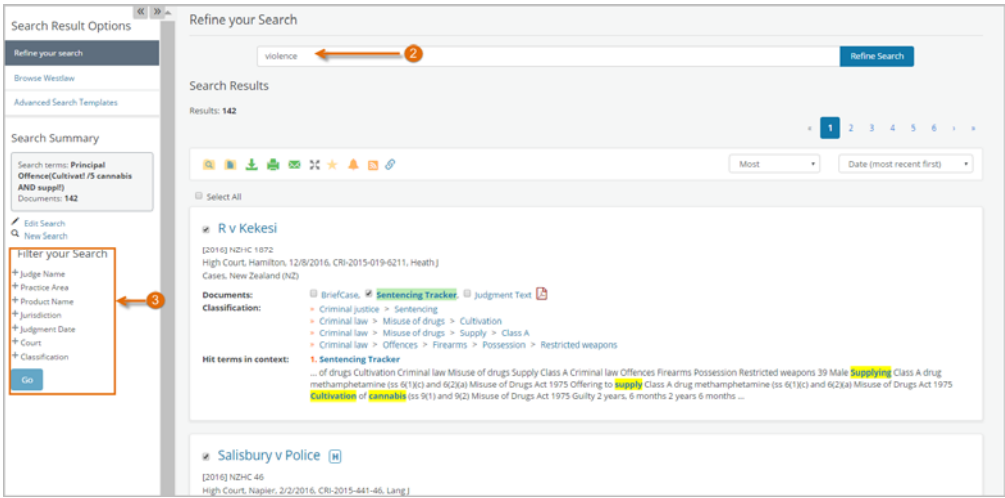 Search Result Options
Refine your search
Browse Westlaw
Advanced Search Templates
Search Summary
Search terms: Principal
Offence(Cultivat! /5 cannabis
AND suppl!)
Documents: 142
Edit Search
New Search
Filter your Search
+ Judge Name
+ Practice Area
+ Product Name
+ Jurisdiction
+ Judgment Date
+ Court
+ Classification
Go
3
Refine your Search
violence
2
Refine Search
Search Results
Results: 142
« 1 2 3 4 5 6 › »
Most
Date (most recent first)
Select All
R v Kekesi
[2016] NZHC 1872
High Court, Hamilton, 12/8/2016, CRI-2015-019-6211, Heath J
Cases, New Zealand (NZ)
Documents: BriefCase, Sentencing Tracker, Judgment Text
Classification: » Criminal justice > Sentencing
» Criminal law > Misuse of drugs > Cultivation
» Criminal law > Misuse of drugs > Supply > Class A
» Criminal law > Offences > Firearms > Possession > Restricted weapons
Hit terms in context: 1. Sentencing Tracker
... of drugs Cultivation Criminal law Misuse of drugs Supply Class A Criminal law Offences Firearms Possession Restricted weapons 39 Male Supplying Class A drug
methamphetamine (ss 6(1)(c) and 6(2)(a) Misuse of Drugs Act 1975 Offering to supply Class A drug methamphetamine (ss 6(1)(c) and 6(2)(a) Misuse of Drugs Act 1975
Cultivation of cannabis (ss 9(1) and 9(2) Misuse of Drugs Act 1975 Guilty 2 years, 6 months 2 years 6 months ...
Salisbury v Police H
[2016] NZHC 46
High Court, Napier, 2/2/2016, CRI-2015-441-46, Lang J